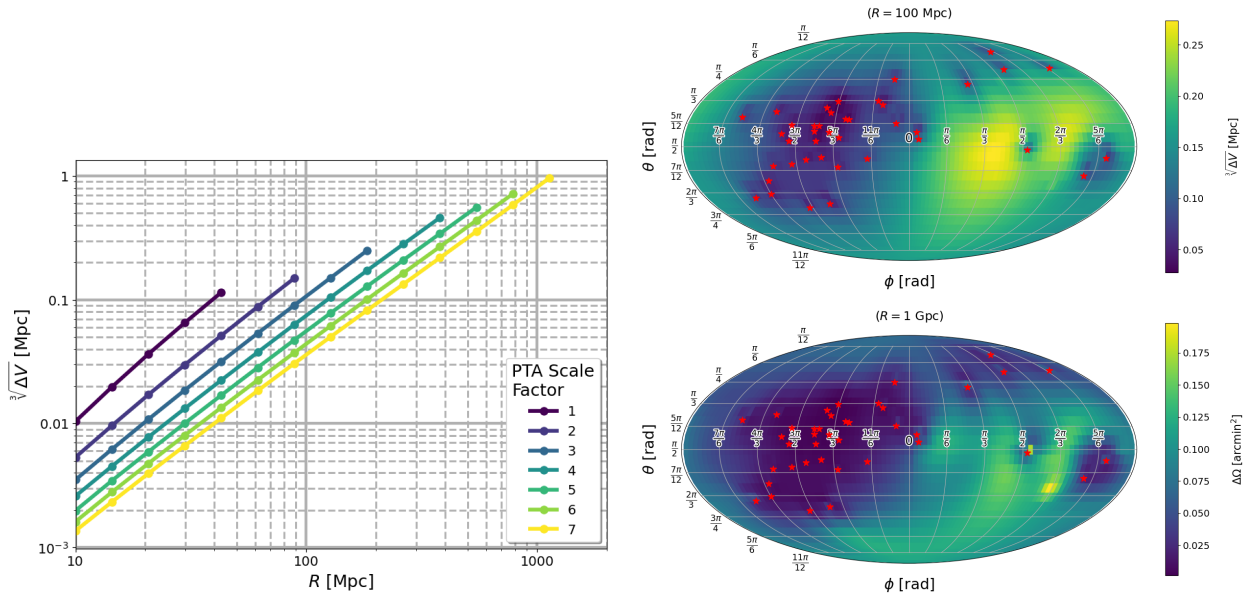 1
0.1
0.01
10⁻³
∛ΔV [Mpc]
10
100
1000
R [Mpc]
PTA Scale
Factor
1
2
3
4
5
6
7
(R = 100 Mpc)
π/12
π/6
π/4
π/3
5π/12
π/2
7π/12
2π/3
3π/4
5π/6
11π/12
7π/6 4π/3 3π/2 5π/3 11π/6 0 π/6 π/3 π/2 2π/3 5π/6
θ [rad]
ϕ [rad]
0.25
0.20
0.15
0.10
0.05
∛ΔV [Mpc]
(R = 1 Gpc)
π/12
π/6
π/4
π/3
5π/12
π/2
7π/12
2π/3
3π/4
5π/6
11π/12
7π/6 4π/3 3π/2 5π/3 11π/6 0 π/6 π/3 π/2 2π/3 5π/6
θ [rad]
ϕ [rad]
0.175
0.150
0.125
0.100
0.075
0.050
0.025
ΔΩ [arcmin²]